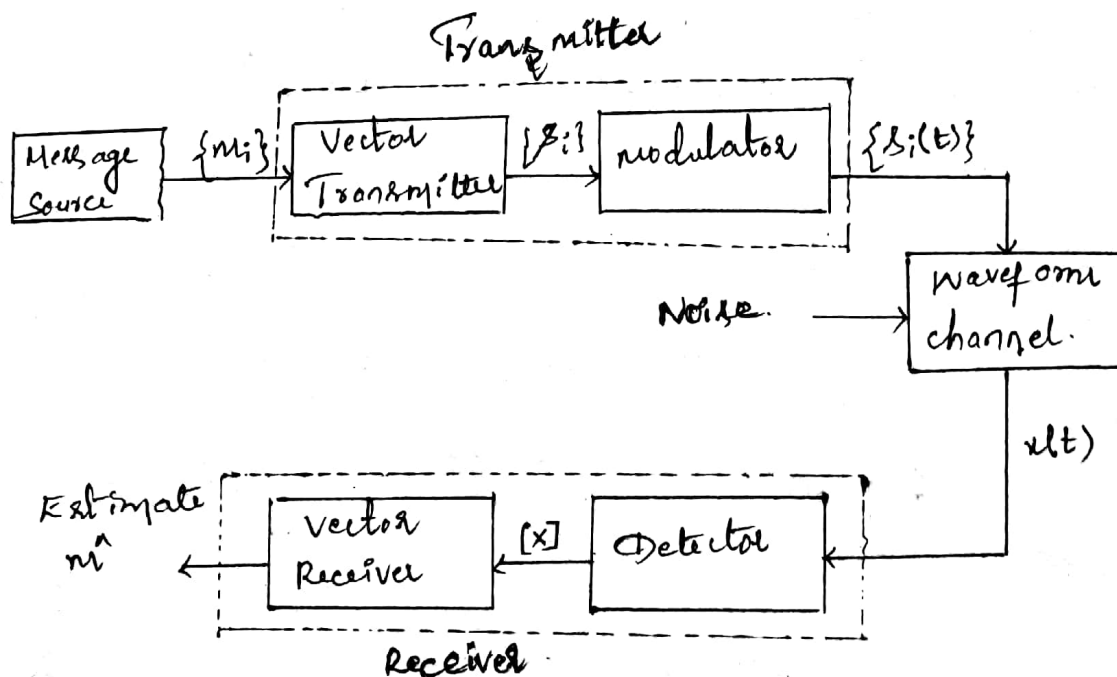 Transmitter
Message
Source
{mi}
Vector
Transmitter
{si}
Modulator
{si(t)}
Noise.
Waveform
channel.
x(t)
Detector
[x]
Vector
Receiver
Estimate
m^
Receiver.